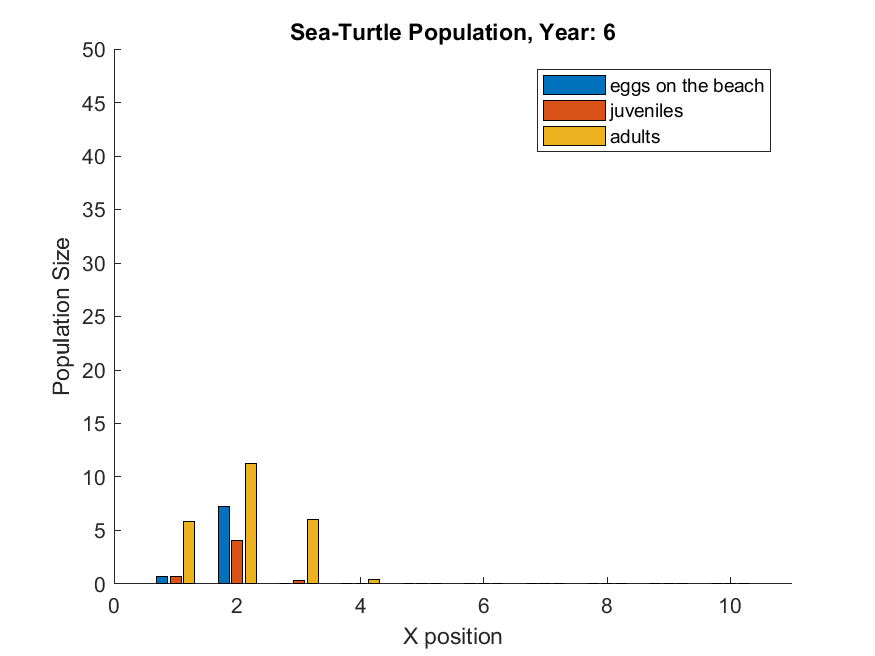 Sea-Turtle Population, Year: 6
50
45
40
35
30
25
20
15
10
5
0
Population Size
eggs on the beach
juveniles
adults
0 2 4 6 8 10
X position